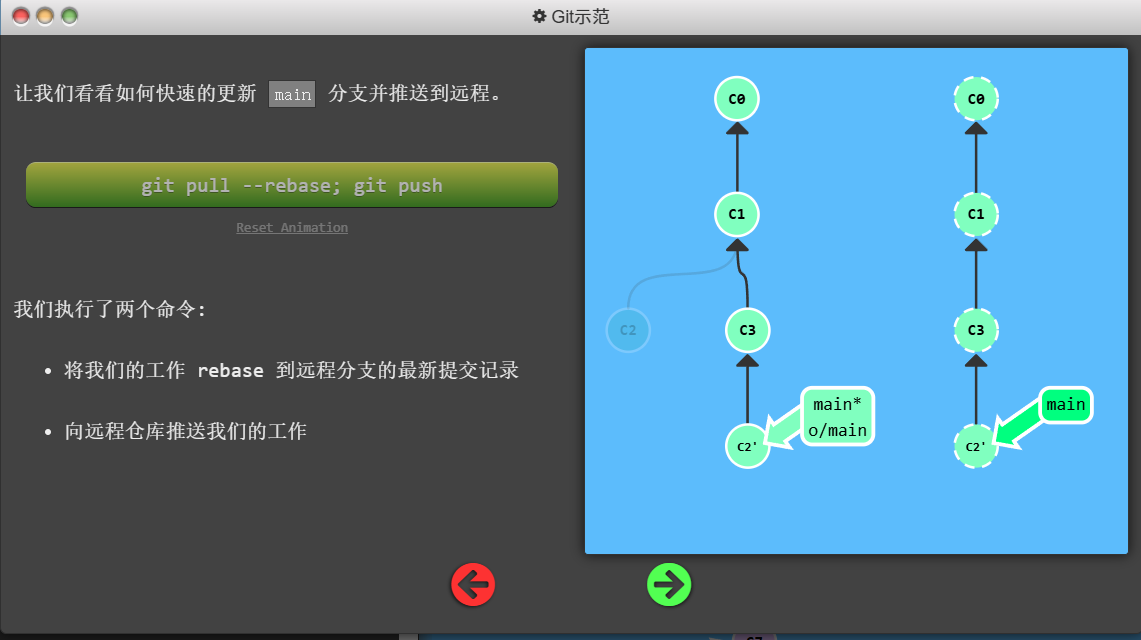 Git示范
让我们看看如何快速的更新 main 分支并推送到远程。
git pull --rebase; git push
Reset Animation
我们执行了两个命令:
• 将我们的工作 rebase 到远程分支的最新提交记录
• 向远程仓库推送我们的工作
C0
C1
C2
C3
main*
o/main
C2'
C0
C1
C3
main
C2'